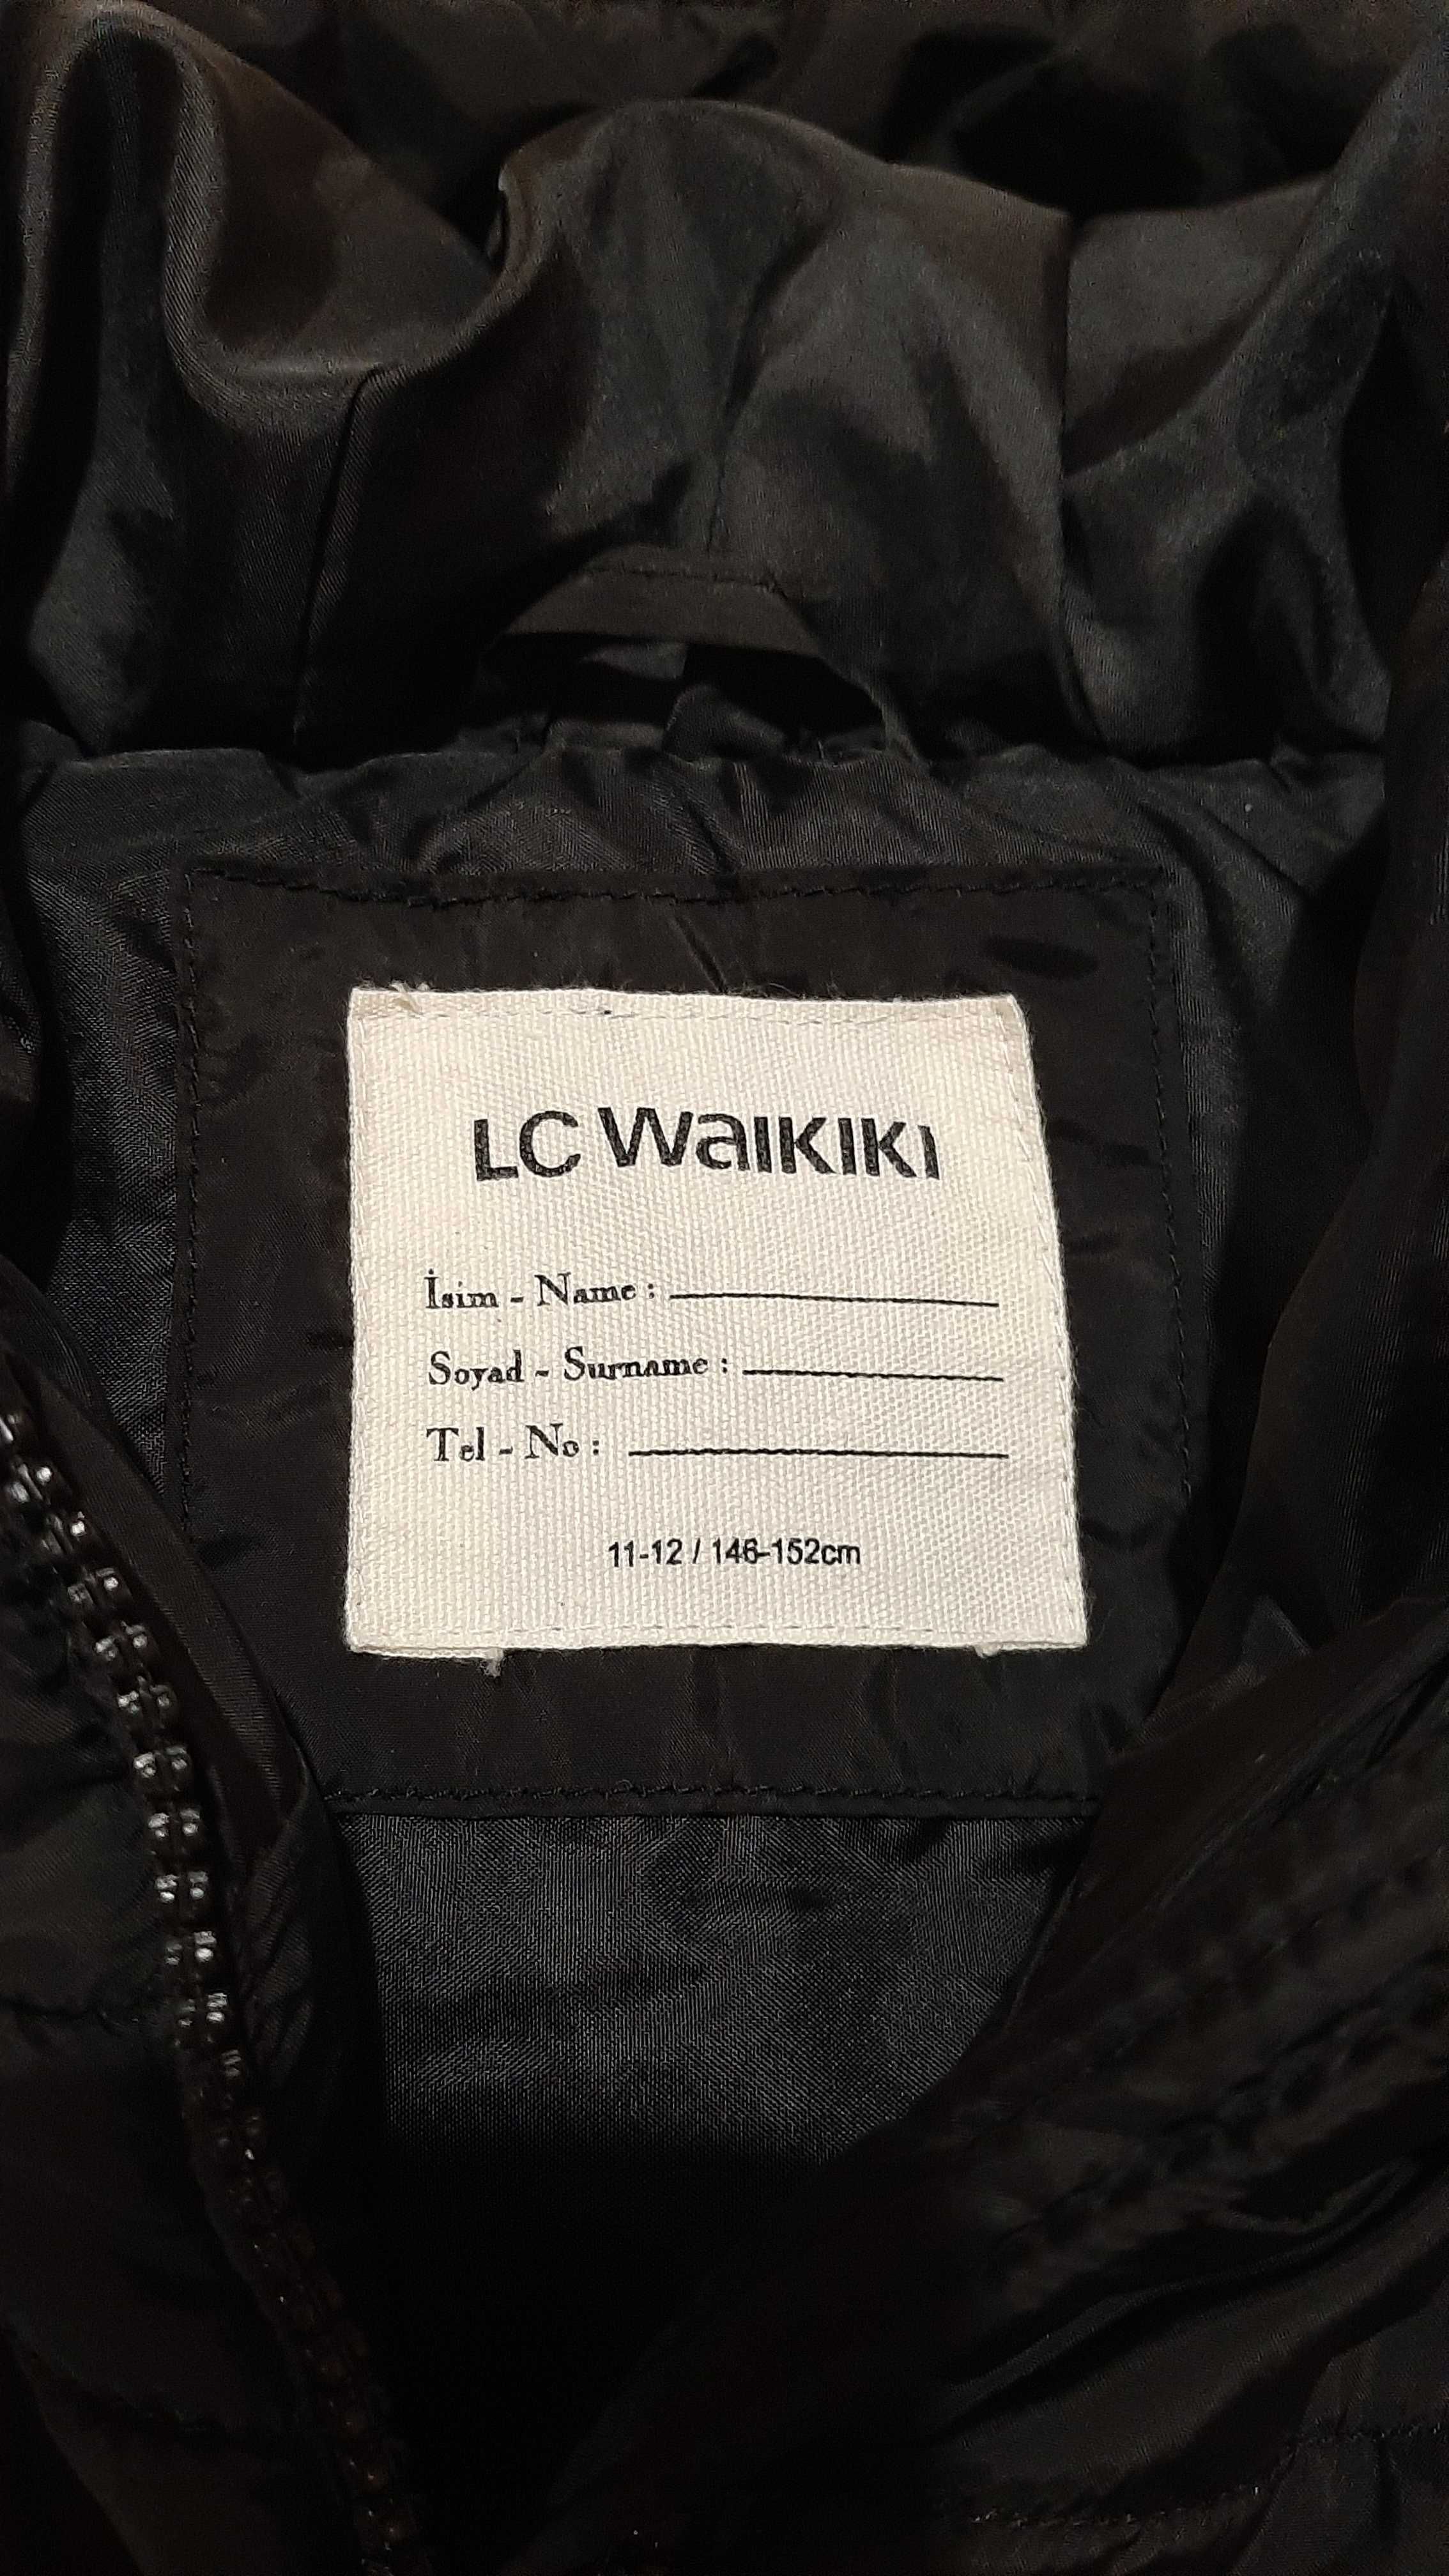 LC WAIKIKI
İsim - Name :
Soyad - Surname :
Tel - No :
11-12 / 146-152cm